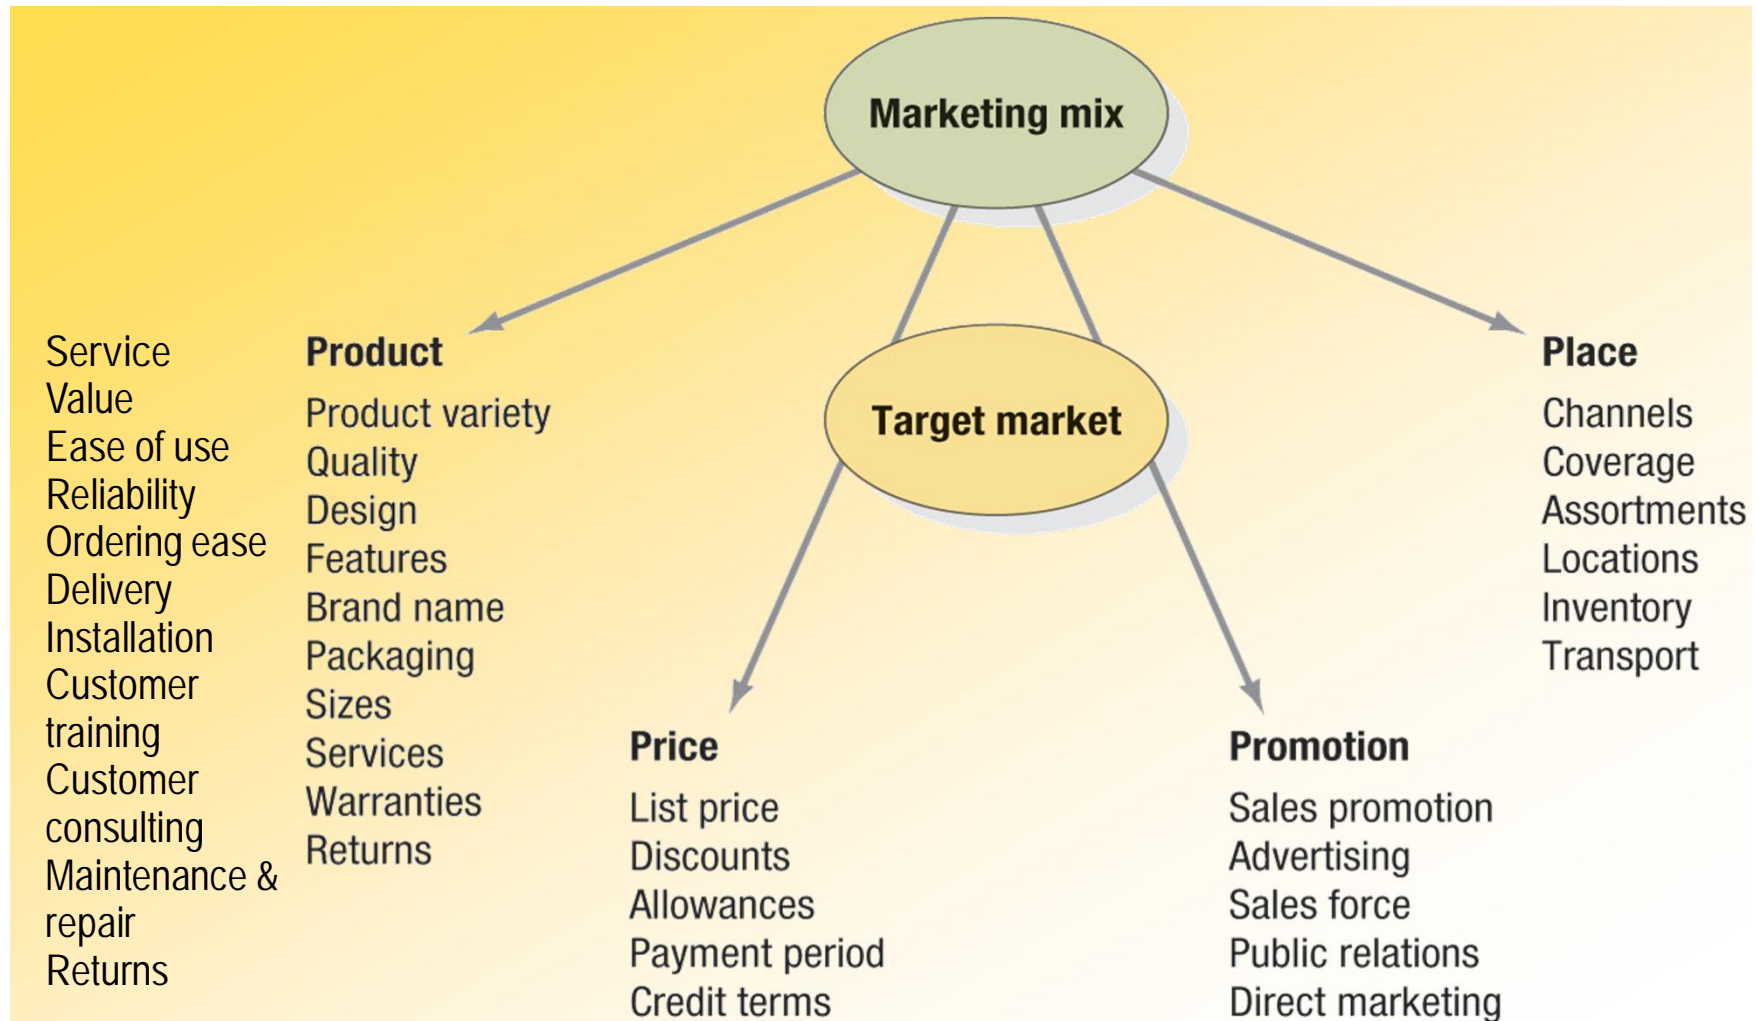 Marketing mix
Target market
Service
Value
Ease of use
Reliability
Ordering ease
Delivery
Installation
Customer
training
Customer
consulting
Maintenance &
repair
Returns
Product
Product variety
Quality
Design
Features
Brand name
Packaging
Sizes
Services
Warranties
Returns
Price
List price
Discounts
Allowances
Payment period
Credit terms
Promotion
Sales promotion
Advertising
Sales force
Public relations
Direct marketing
Place
Channels
Coverage
Assortments
Locations
Inventory
Transport